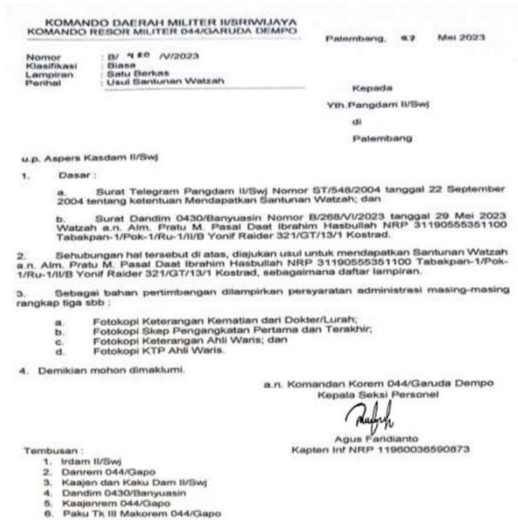 KOMANDO DAERAH MILITER II/SRIWIJAYA
KOMANDO RESOR MILITER 044/GARUDA DEMPO
Palembang, Mei 2023
Nomor : B/ /V/2023
Klasifikasi : Biasa
Lampiran : Satu Berkas
Perihal : Usul Santunan Watzah
Kepada
Yth. Pangdam II/Swj
di
Palembang
u.p. Aspers Kasdam II/Swj
1. Dasar :
a. Surat Telegram Pangdam II/Swj Nomor ST/548/2004 tanggal 22 September
2004 tentang ketentuan Mendapatkan Santunan Watzah; dan
b. Surat Dandim 0430/Banyuasin Nomor B/268/VI/2023 tanggal 29 Mei 2023
Watzah a.n. Alm. Pratu M. Pasal Daat Ibrahim Hasbullah NRP 31190555351100
Tabakpan-1/Pok-1/Ru-1/II/B Yonif Raider 321/GT/13/1 Kostrad.
2. Sehubungan hal tersebut di atas, diajukan usul untuk mendapatkan Santunan Watzah
a.n. Alm. Pratu M. Pasal Daat Ibrahim Hasbullah NRP 31190555351100 Tabakpan-1/Pok-
1/Ru-1/II/B Yonif Raider 321/GT/13/1 Kostrad, sebagaimana daftar lampiran.
3. Sebagai bahan pertimbangan dilampirkan persyaratan administrasi masing-masing
rangkap tiga sbb :
a. Fotokopi Keterangan Kematian dari Dokter/Lurah;
b. Fotokopi Skep Pengangkatan Pertama dan Terakhir;
c. Fotokopi Keterangan Ahli Waris; dan
d. Fotokopi KTP Ahli Waris.
4. Demikian mohon dimaklumi.
a.n. Komandan Korem 044/Garuda Dempo
Kepala Seksi Personel
Agus Fandianto
Kapten Inf NRP 11960036590873
Tembusan :
1. Irdam II/Swj
2. Danrem 044/Gapo
3. Kaajen dan Kaku Dam II/Swj
4. Dandim 0430/Banyuasin
5. Kaajenrem 044/Gapo
6. Paku Tk III Makorem 044/Gapo